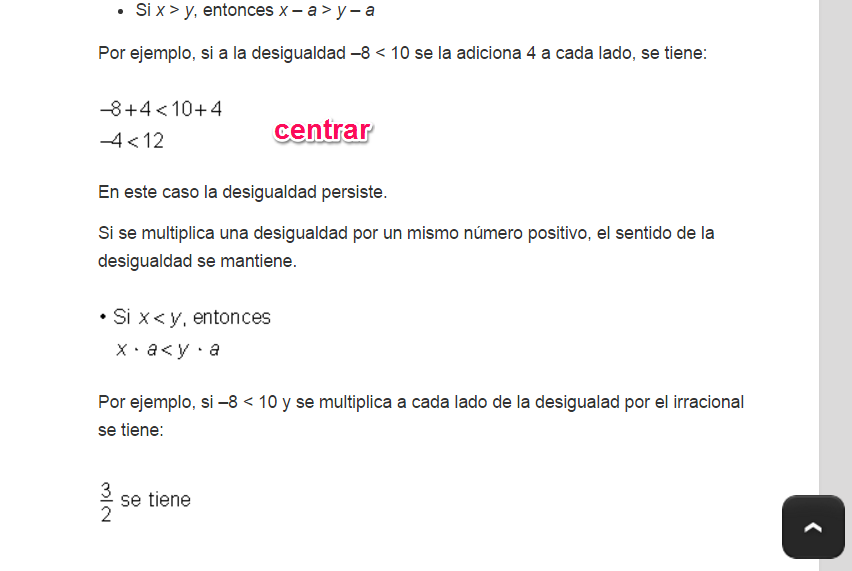 • Si x > y, entonces x – a > y – a
Por ejemplo, si a la desigualdad –8 < 10 se la adiciona 4 a cada lado, se tiene:
–8+4<10+4
centrar
–4<12
En este caso la desigualdad persiste.
Si se multiplica una desigualdad por un mismo número positivo, el sentido de la
desigualdad se mantiene.
• Si x<y, entonces
x · a<y · a
Por ejemplo, si –8 < 10 y se multiplica a cada lado de la desigualad por el irracional
se tiene:
3/2 se tiene